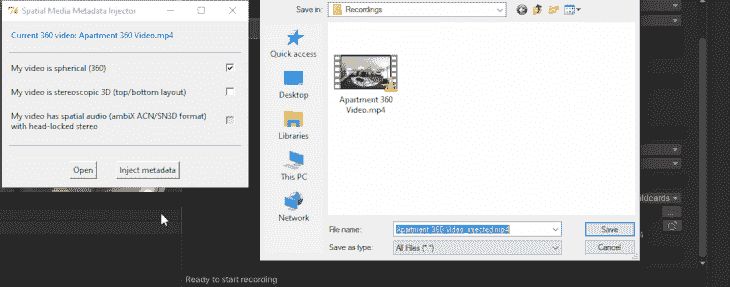 Spatial Media Metadata Injector
Current 360 video: Apartment 360 Video.mp4
My video is spherical (360)
My video is stereoscopic 3D (top/bottom layout)
My video has spatial audio (ambiX ACN/SN3D format)
with head-locked stereo
Open
Inject metadata
Save in:
Recordings
Quick access
Desktop
Libraries
This PC
Network
Apartment 360
Video.mp4
File name:
Apartment 360 Video_injected.mp4
Save
Save as type:
All Files (*.*)
Cancel
ldcards
...
Ready to start recording